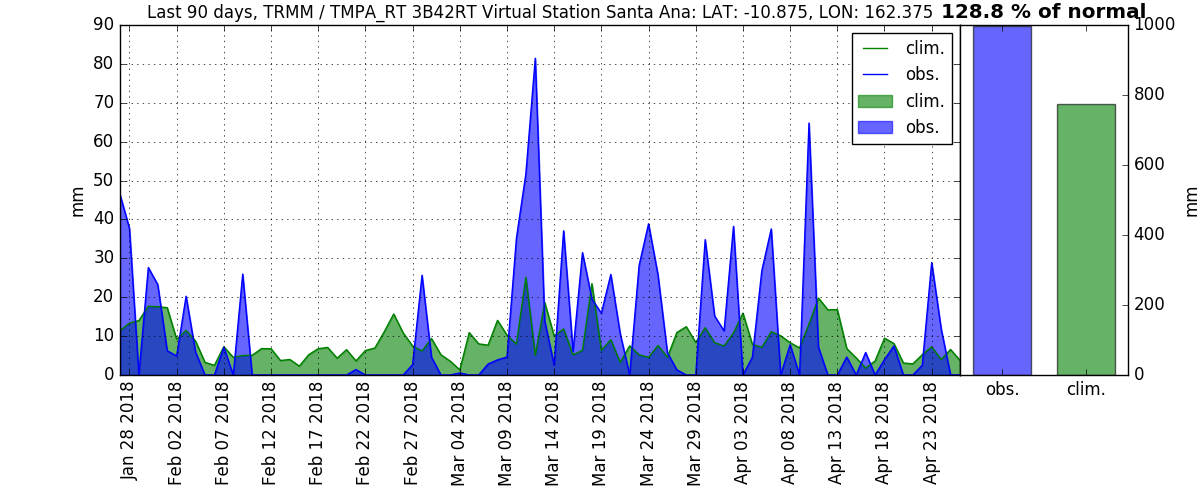 Last 90 days, TRMM / TMPA_RT 3B42RT Virtual Station Santa Ana: LAT: -10.875, LON: 162.375 128.8 % of normal
90
80
70
60
50
40
30
20
10
0
mm
clim.
obs.
clim.
obs.
1000
800
600
400
200
0
mm
obs. clim.
Jan 28 2018
Feb 02 2018
Feb 07 2018
Feb 12 2018
Feb 17 2018
Feb 22 2018
Feb 27 2018
Mar 04 2018
Mar 09 2018
Mar 14 2018
Mar 19 2018
Mar 24 2018
Mar 29 2018
Apr 03 2018
Apr 08 2018
Apr 13 2018
Apr 18 2018
Apr 23 2018